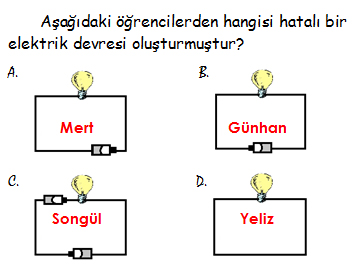 Aşağıdaki öğrencilerden hangisi hatalı bir
elektrik devresi oluşturmuştur?
A.
Mert
B.
Günhan
C.
Songül
D.
Yeliz